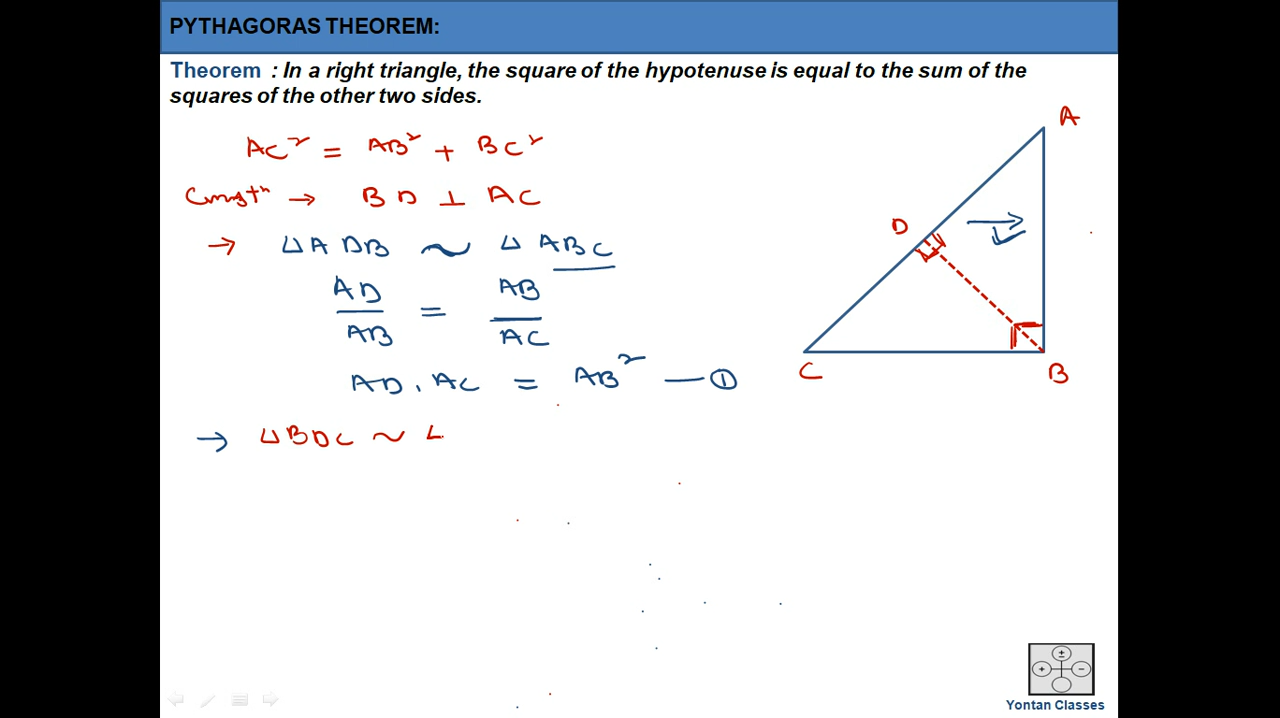 PYTHAGORAS THEOREM:
Theorem : In a right triangle, the square of the hypotenuse is equal to the sum of the
squares of the other two sides.
AC² = AB² + BC²
Constⁿ → BD ⊥ AC
→ △ADB ~ △ABC
AD/AB = AB/AC
AD . AC = AB² — ①
→ △BDC ~ △
A
D
C
B
Yontan Classes